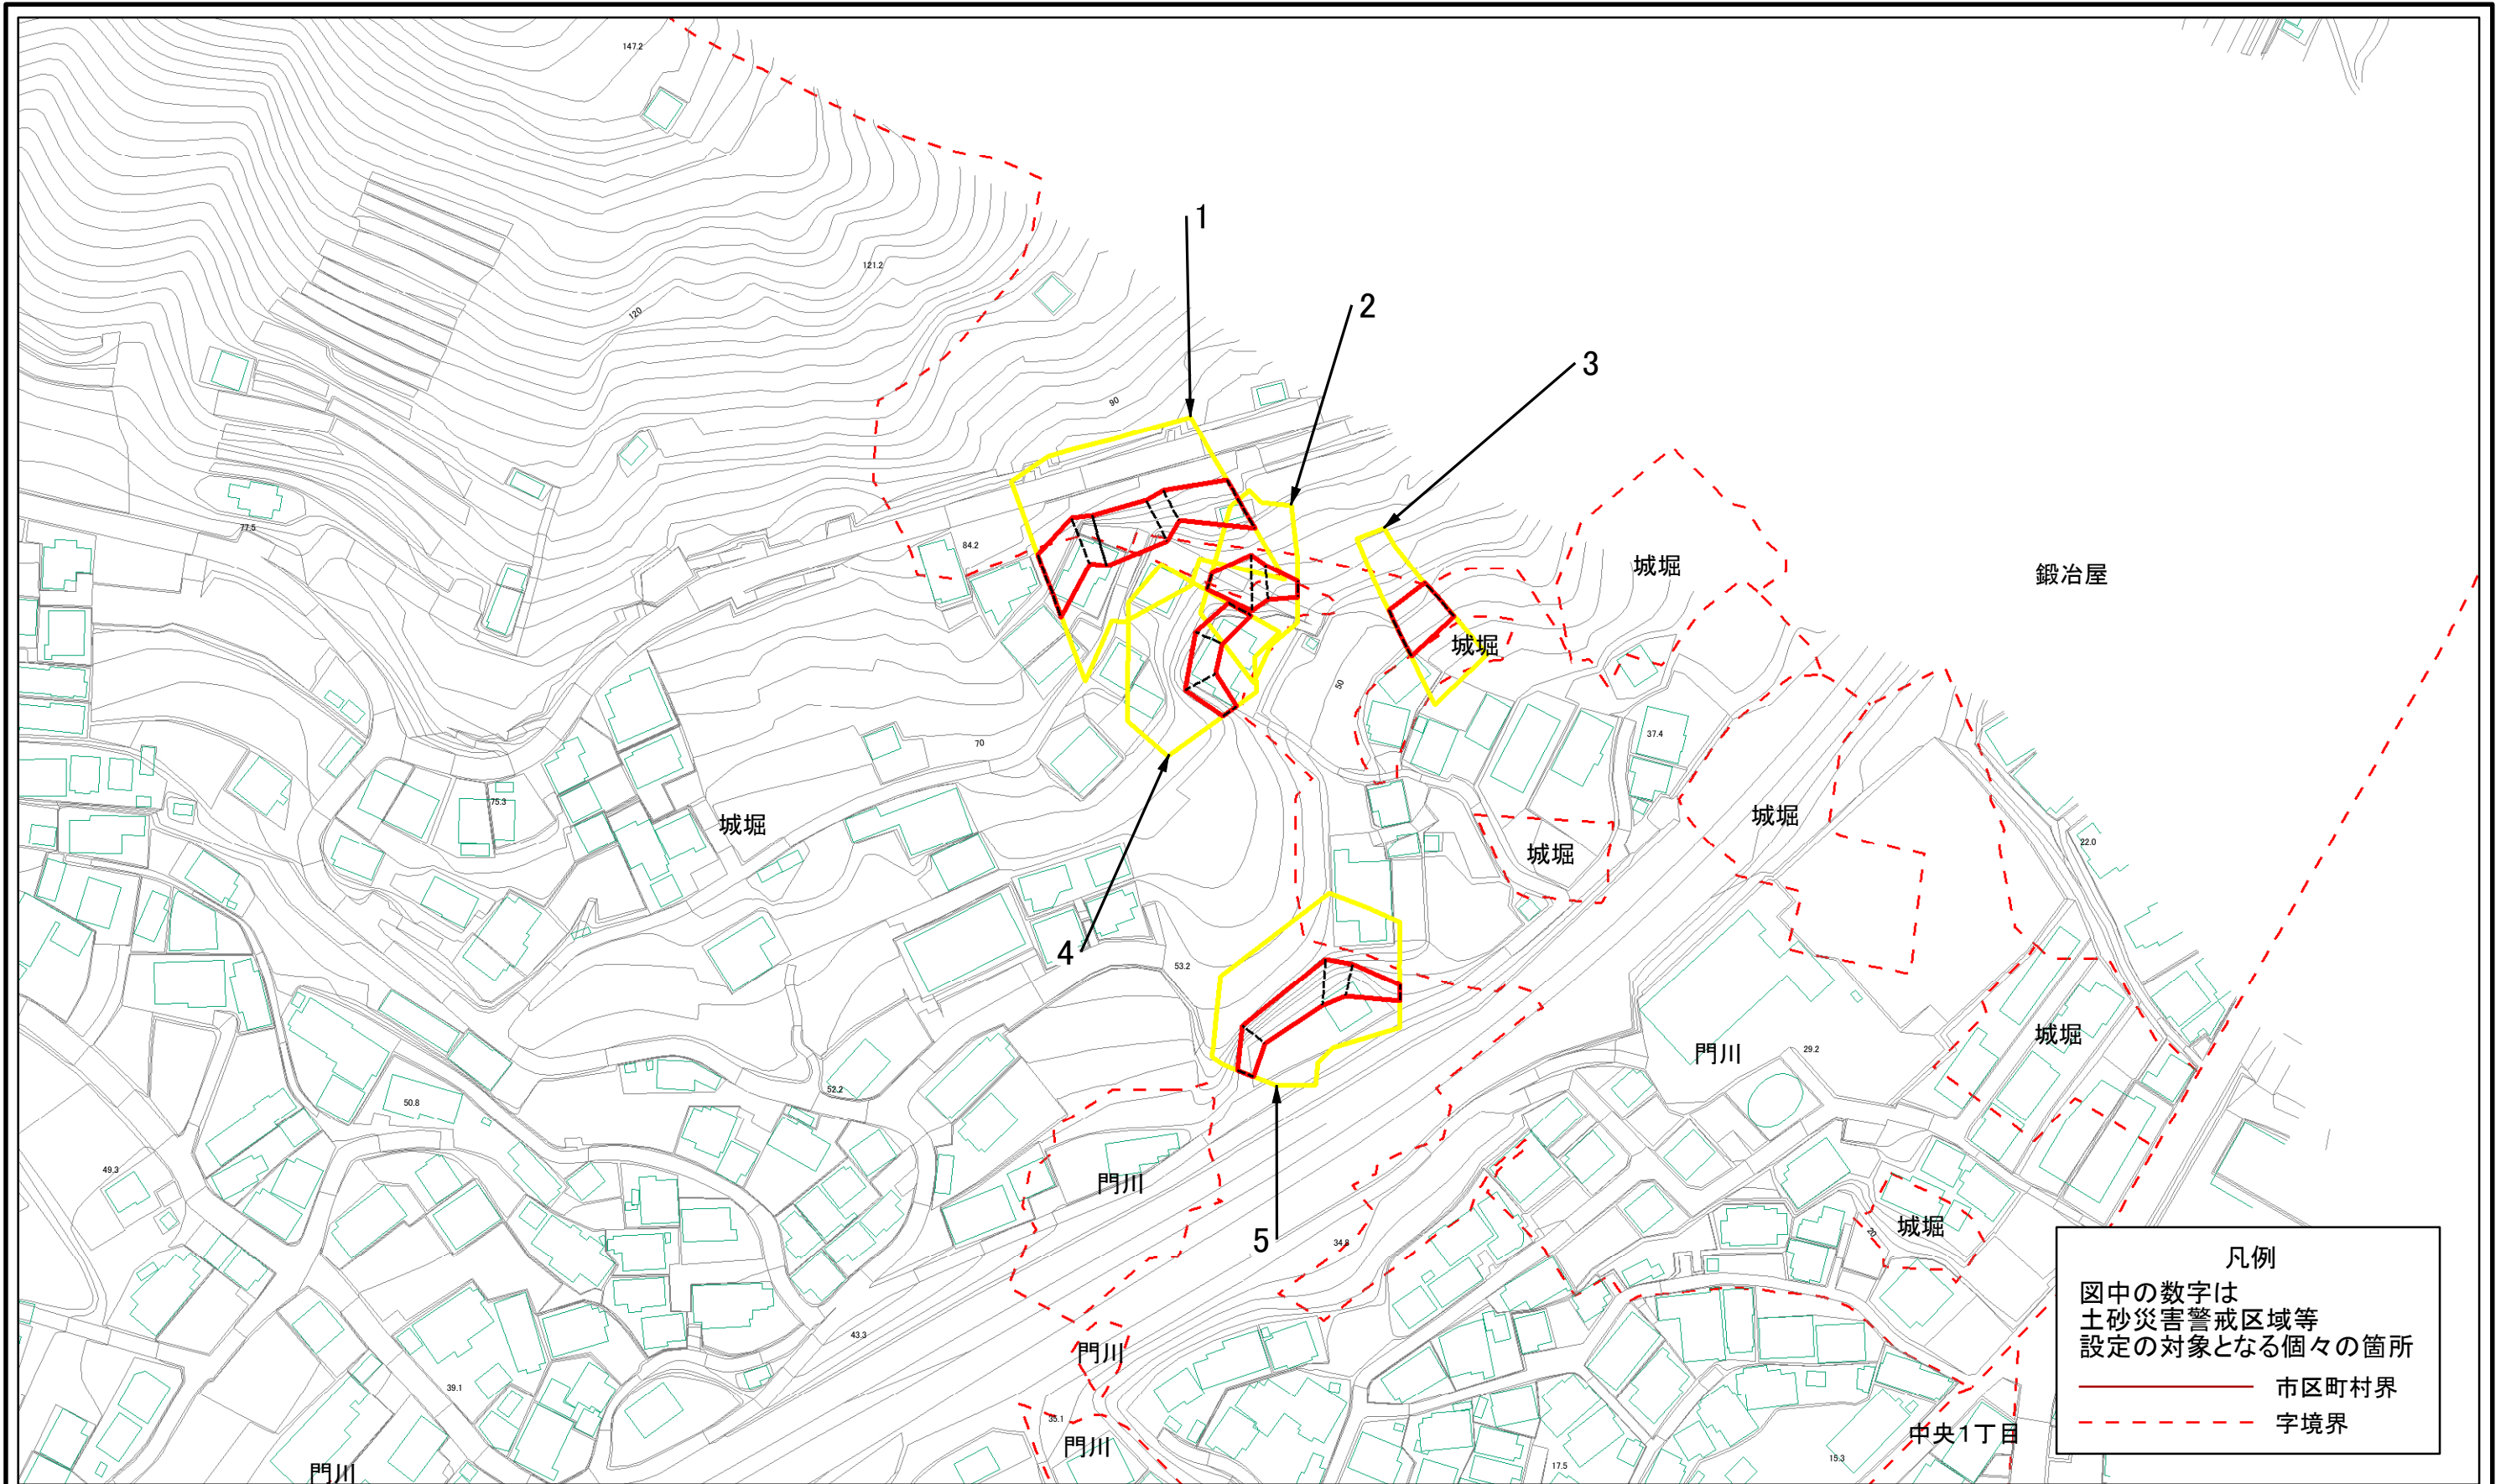 147.2
1
121.2
2
120
3
90
城堀
鍛冶屋
77.5
84.2
城堀
50
37.4
70
75.3
城堀
城堀
城堀
22.0
4
53.2
城堀
門川
29.2
52.2
50.8
49.3
門川
城堀
20
5
34.8
43.3
門川
39.1
35.1
門川
中央1丁目
門川
17.5
15.3
凡例
図中の数字は
土砂災害警戒区域等
設定の対象となる個々の箇所
市区町村界
字境界